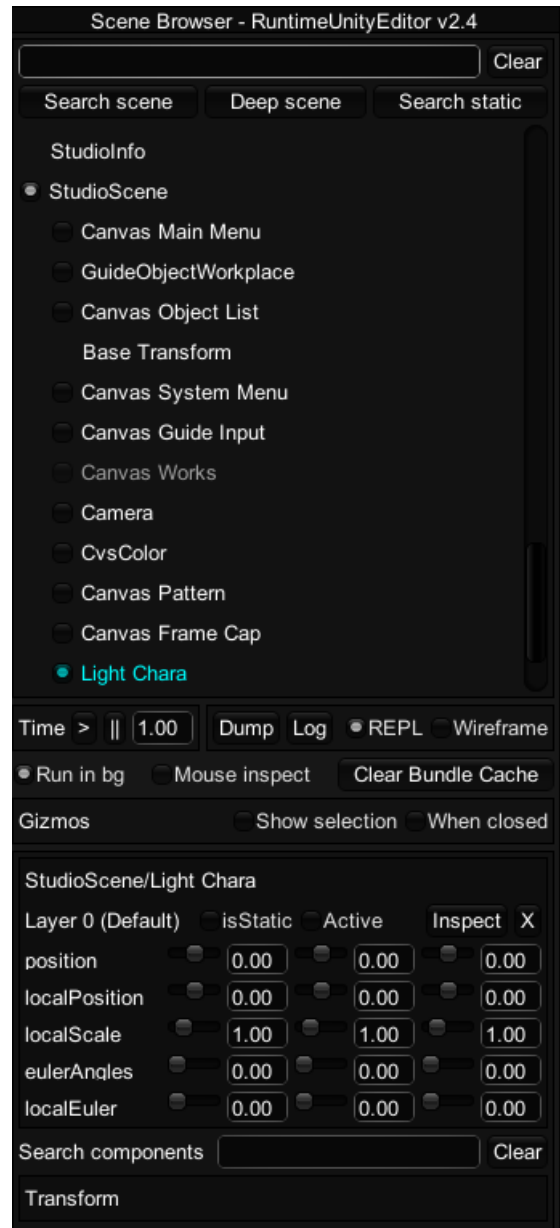 Scene Browser - RuntimeUnityEditor v2.4
Clear
Search scene Deep scene Search static
StudioInfo
StudioScene
Canvas Main Menu
GuideObjectWorkplace
Canvas Object List
Base Transform
Canvas System Menu
Canvas Guide Input
Canvas Works
Camera
CvsColor
Canvas Pattern
Canvas Frame Cap
Light Chara
Time > || 1.00 Dump Log REPL Wireframe
Run in bg Mouse inspect Clear Bundle Cache
Gizmos Show selection When closed
StudioScene/Light Chara
Layer 0 (Default) isStatic Active Inspect X
position 0.00 0.00 0.00
localPosition 0.00 0.00 0.00
localScale 1.00 1.00 1.00
eulerAngles 0.00 0.00 0.00
localEuler 0.00 0.00 0.00
Search components Clear
Transform